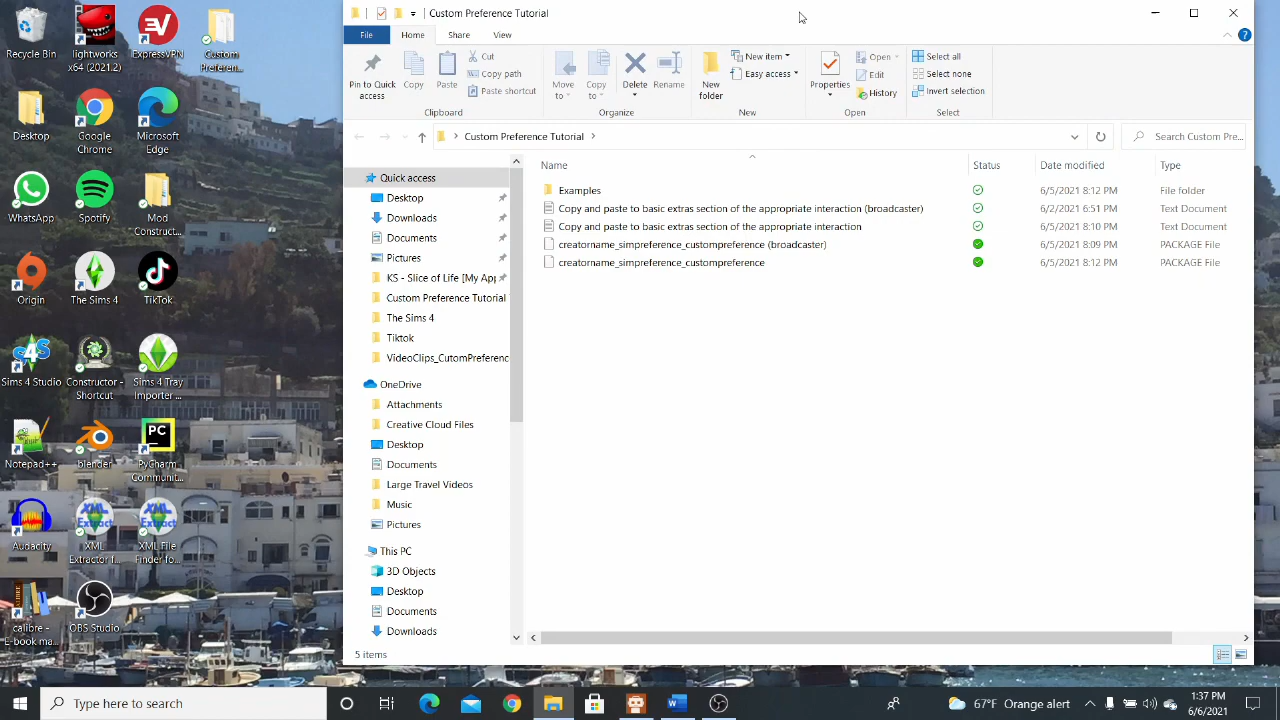 Custom Preference Tutorial
File Home Share View
Pin to Quick access
Copy
Paste
Cut
Copy path
Paste shortcut
Clipboard
Move to
Copy to
Delete
Rename
Organize
New folder
New item
Easy access
New
Properties
Open
Edit
History
Open
Select all
Select none
Invert selection
Select
Custom Preference Tutorial
Search Custom Pre...
Name Status Date modified Type
Examples 6/5/2021 8:12 PM File folder
Copy and paste to basic extras section of the appropriate interaction (broadcaster) 6/2/2021 6:51 PM Text Document
Copy and paste to basic extras section of the appropriate interaction 6/5/2021 8:10 PM Text Document
creatorname_simpreference_custompreference (broadcaster) 6/5/2021 8:09 PM PACKAGE File
creatorname_simpreference_custompreference 6/5/2021 8:12 PM PACKAGE File
Quick access
Desktop
Downloads
Documents
Pictures
KS - Slice of Life [My App
Custom Preference Tutorial
The Sims 4
Tiktok
VideoClips_CutomPreferenc
OneDrive
Attachments
Creative Cloud Files
Desktop
Documents
Large Travel Videos
Music
Pictures
This PC
3D Objects
Desktop
Documents
Downloads
5 items
Recycle Bin
lightworks x64 (2021.2)
ExpressVPN
Custom Preferen...
Desktop
Google Chrome
Microsoft Edge
WhatsApp
Spotify
Mod Construct...
Origin
The Sims 4
TikTok
Sims 4 Studio
Constructor - Shortcut
Sims 4 Tray Importer ...
Notepad++
blender
PC
PyCharm Communit...
Audacity
XML Extract
XML Extractor f...
XML Extract
XML File Finder fo...
calibre - E-book ma...
OBS Studio
Type here to search
67°F Orange alert
1:37 PM
6/6/2021